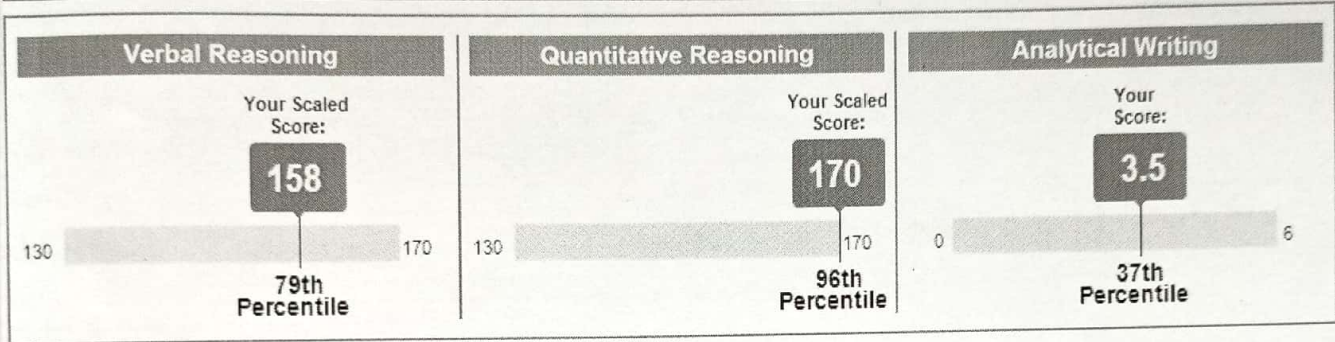 Verbal Reasoning
Your Scaled
Score:
158
130
170
79th
Percentile
Quantitative Reasoning
Your Scaled
Score:
170
130
170
96th
Percentile
Analytical Writing
Your
Score:
3.5
0
6
37th
Percentile